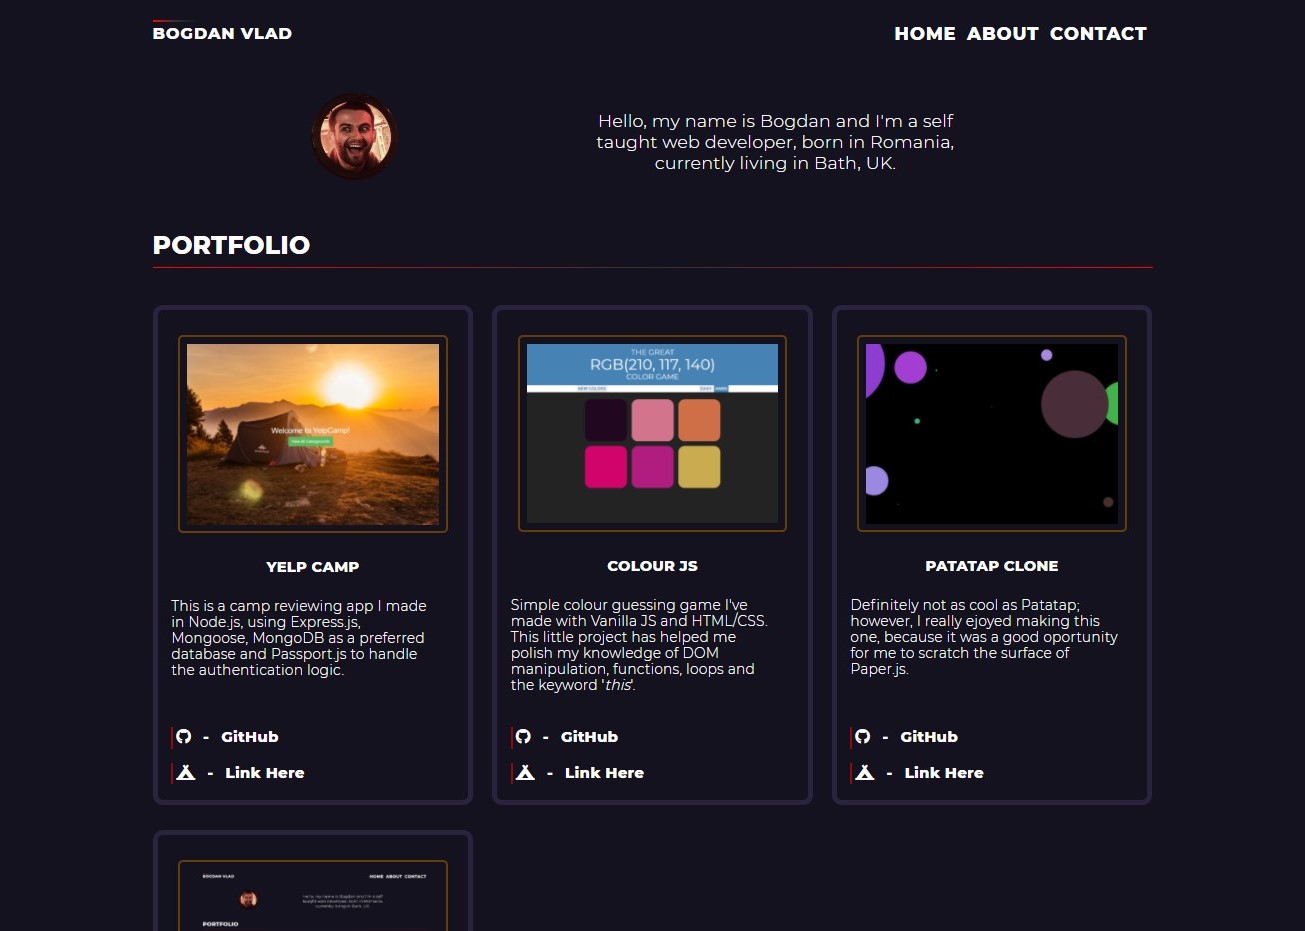 BOGDAN VLAD
HOME ABOUT CONTACT
Hello, my name is Bogdan and I'm a self
taught web developer, born in Romania,
currently living in Bath, UK.
PORTFOLIO
Welcome to YelpCamp!
View All Campgrounds
YELP CAMP
This is a camp reviewing app I made
in Node.js, using Express.js,
Mongoose, MongoDB as a preferred
database and Passport.js to handle
the authentication logic.
- GitHub
- Link Here
THE GREAT
RGB(210, 117, 140)
COLOR GAME
NEW COLORS
EASY HARD
COLOUR JS
Simple colour guessing game I've
made with Vanilla JS and HTML/CSS.
This little project has helped me
polish my knowledge of DOM
manipulation, functions, loops and
the keyword 'this'.
- GitHub
- Link Here
PATATAP CLONE
Definitely not as cool as Patatap;
however, I really ejoyed making this
one, because it was a good oportunity
for me to scratch the surface of
Paper.js.
- GitHub
- Link Here
BOGDAN VLAD
HOME ABOUT CONTACT
Hello, my name is Bogdan and I'm a self
taught web developer, born in Romania,
currently living in Bath, UK.
PORTFOLIO